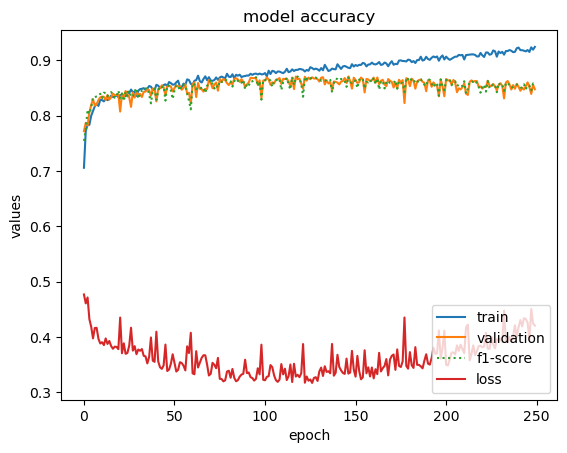 model accuracy
values
0.9
0.8
0.7
0.6
0.5
0.4
0.3
train
validation
f1-score
loss
0
50
100
150
200
250
epoch